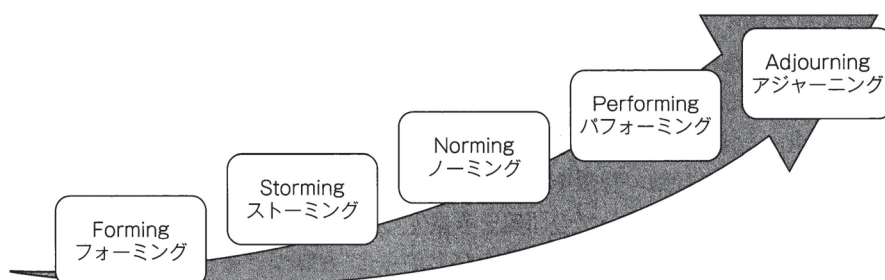 Forming
フォーミング
Storming
ストーミング
Norming
ノーミング
Performing
パフォーミング
Adjourning
アジャーニング